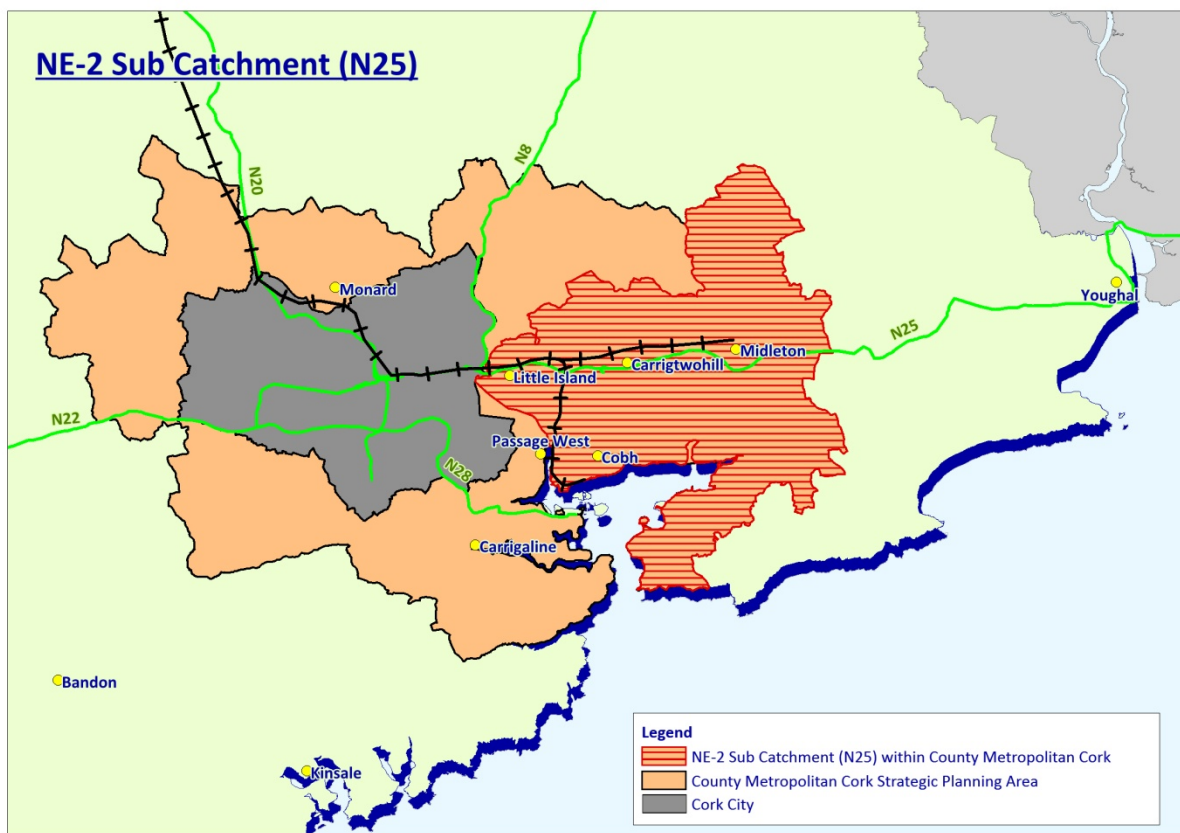 NE-2 Sub Catchment (N25)
N20
N8
Monard
Youghal
N25
Midleton
Carrigtwohill
Little Island
N22
Passage West
Cobh
N28
Carrigaline
Bandon
Kinsale
Legend
NE-2 Sub Catchment (N25) within County Metropolitan Cork
County Metropolitan Cork Strategic Planning Area
Cork City